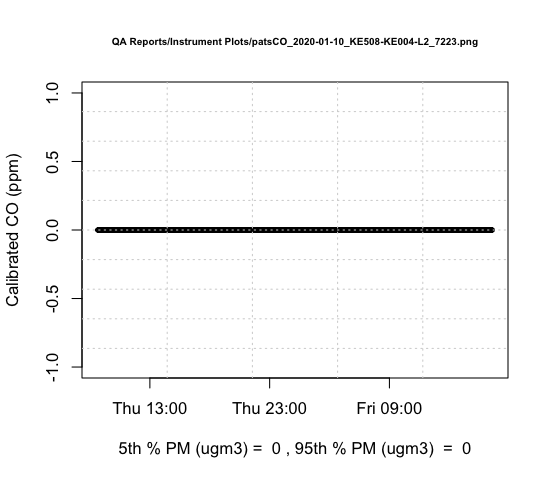 QA Reports/Instrument Plots/patsCO_2020-01-10_KE508-KE004-L2_7223.png
Calibrated CO (ppm)
1.0
0.5
0.0
-0.5
-1.0
Thu 13:00 Thu 23:00 Fri 09:00
5th % PM (ugm3) = 0 , 95th % PM (ugm3) = 0